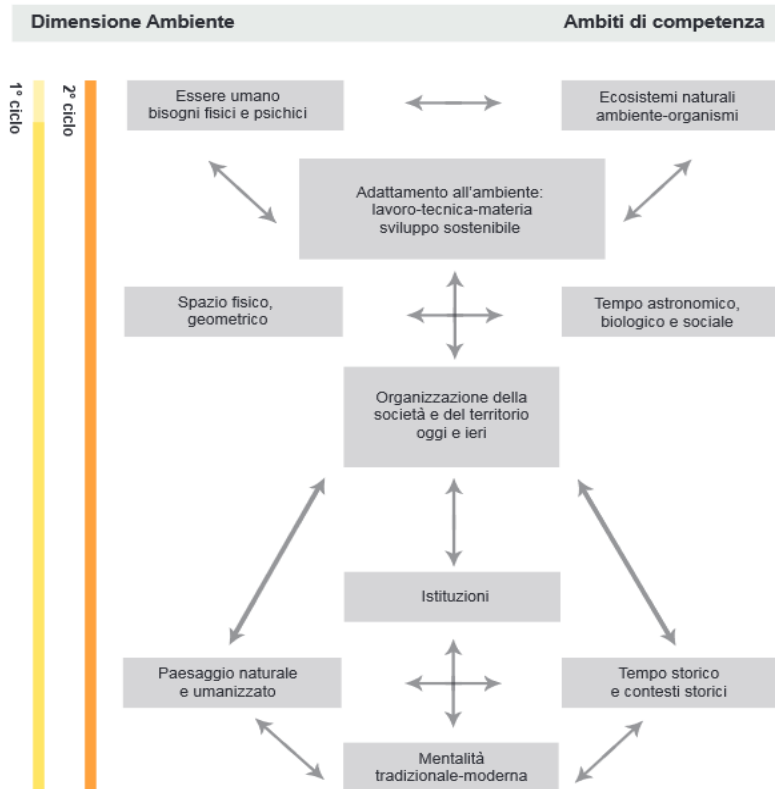 Dimensione Ambiente
Ambiti di competenza
1° ciclo
2° ciclo
Essere umano
bisogni fisici e psichici
Ecosistemi naturali
ambiente-organismi
Adattamento all'ambiente:
lavoro-tecnica-materia
sviluppo sostenibile
Spazio fisico,
geometrico
Tempo astronomico,
biologico e sociale
Organizzazione della
società e del territorio
oggi e ieri
Istituzioni
Paesaggio naturale
e umanizzato
Tempo storico
e contesti storici
Mentalità
tradizionale-moderna